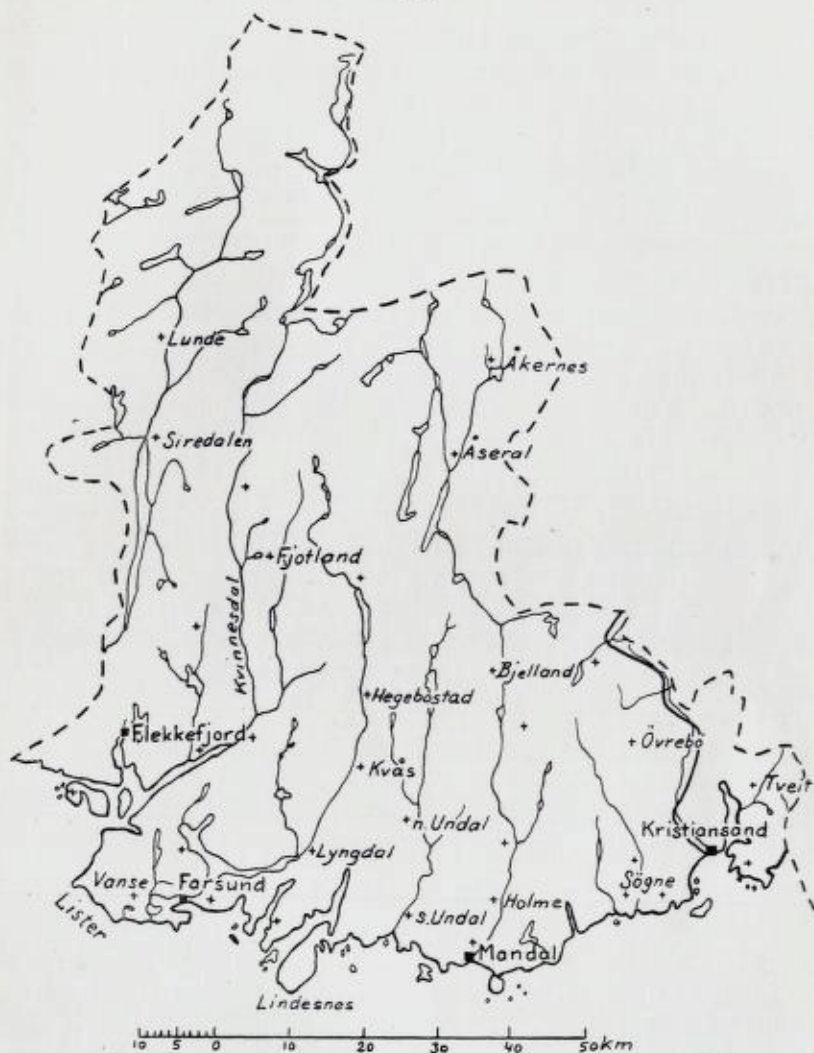 Lunde
Åkernes
Siredalen
Åseral
Fjotland
Kvinnesdal
Bjelland
Hegebostad
Flekkefjord
Övrebö
Kvås
Tveit
n. Undal
Kristiansand
Lyngdal
Vanse
Farsund
Sögne
Holme
Lister
s. Undal
Mandal
Lindesnes
10 5 0 10 20 30 40 50km